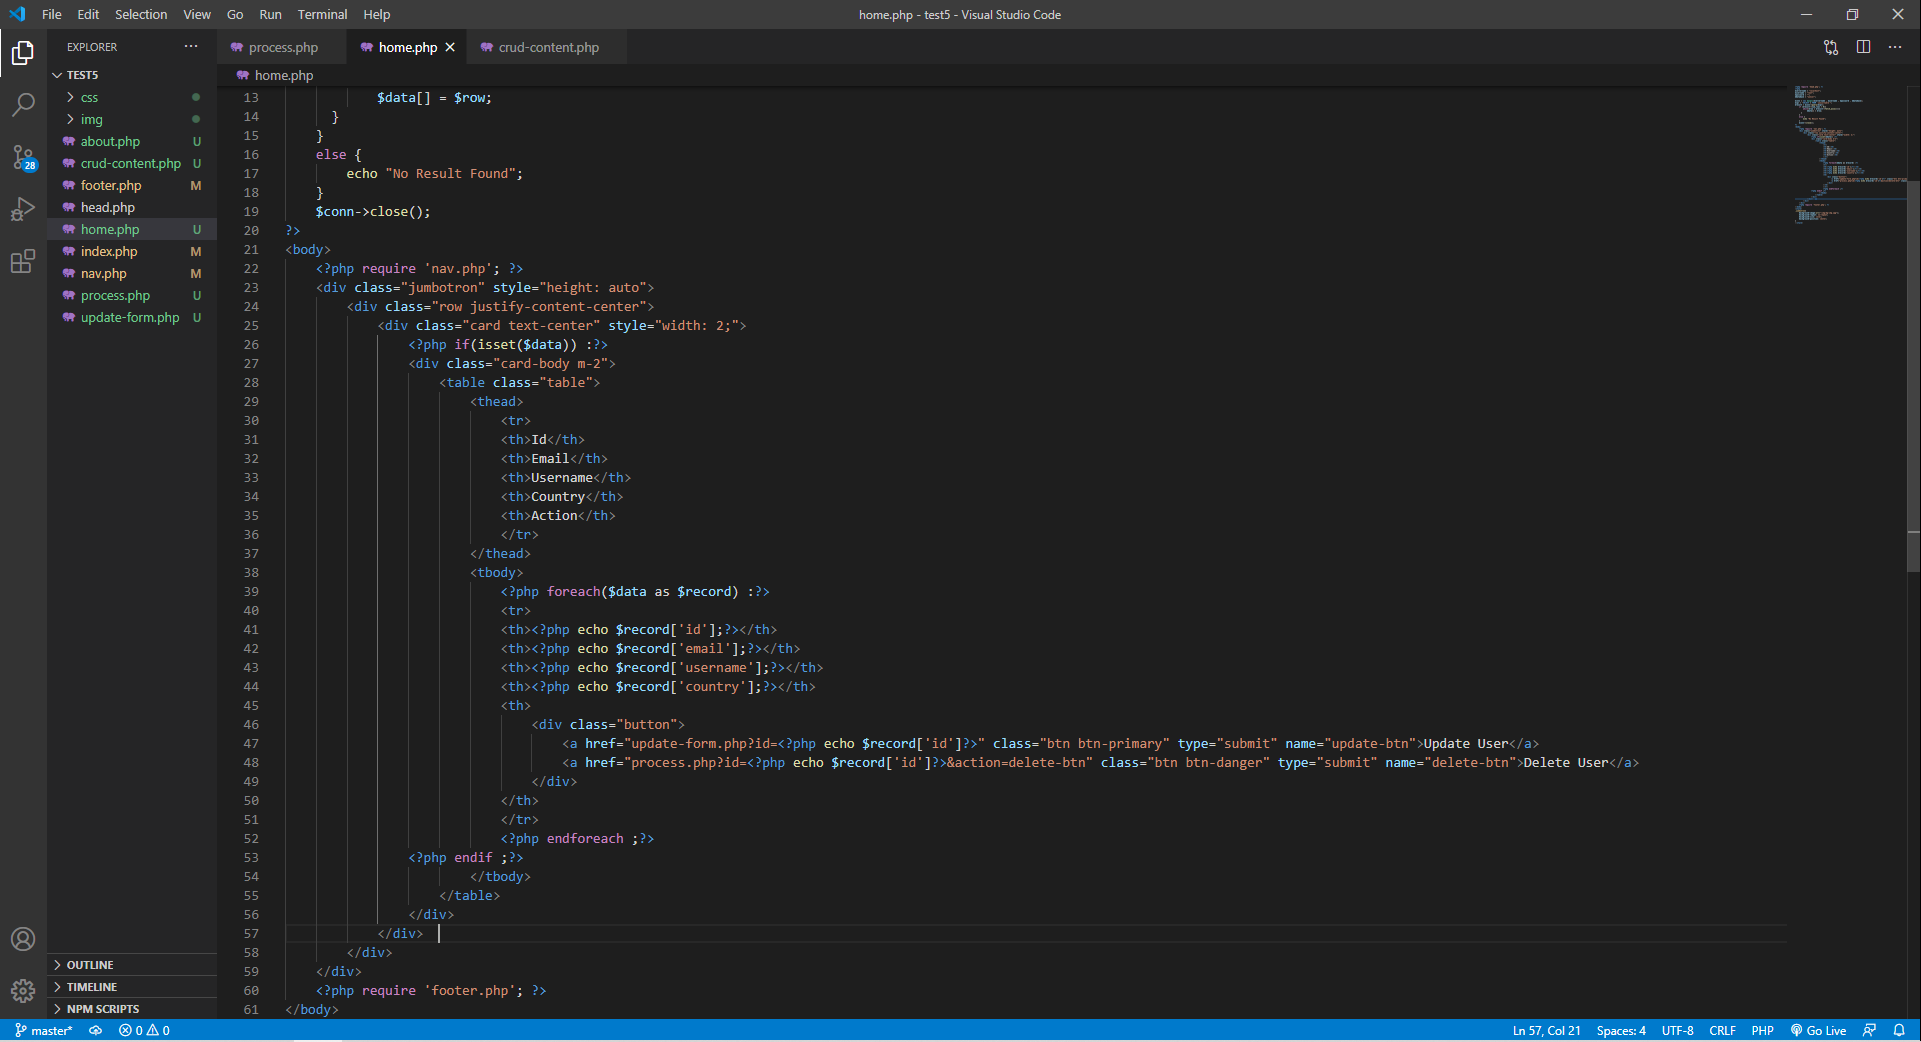 File Edit Selection View Go Run Terminal Help
home.php - test5 - Visual Studio Code
EXPLORER
TEST5
css
img
about.php U
crud-content.php U
footer.php M
head.php
home.php U
index.php M
nav.php M
process.php U
update-form.php U
28
OUTLINE
TIMELINE
NPM SCRIPTS
process.php
home.php
crud-content.php
home.php
13 $data[] = $row;
14 }
15 }
16 else {
17 echo "No Result Found";
18 }
19 $conn->close();
20 ?>
21 <body>
22 <?php require 'nav.php'; ?>
23 <div class="jumbotron" style="height: auto">
24 <div class="row justify-content-center">
25 <div class="card text-center" style="width: 2;">
26 <?php if(isset($data)) :?>
27 <div class="card-body m-2">
28 <table class="table">
29 <thead>
30 <tr>
31 <th>Id</th>
32 <th>Email</th>
33 <th>Username</th>
34 <th>Country</th>
35 <th>Action</th>
36 </tr>
37 </thead>
38 <tbody>
39 <?php foreach($data as $record) :?>
40 <tr>
41 <th><?php echo $record['id'];?></th>
42 <th><?php echo $record['email'];?></th>
43 <th><?php echo $record['username'];?></th>
44 <th><?php echo $record['country'];?></th>
45 <th>
46 <div class="button">
47 <a href="update-form.php?id=<?php echo $record['id']?>" class="btn btn-primary" type="submit" name="update-btn">Update User</a>
48 <a href="process.php?id=<?php echo $record['id']?>&action=delete-btn" class="btn btn-danger" type="submit" name="delete-btn">Delete User</a>
49 </div>
50 </th>
51 </tr>
52 <?php endforeach ;?>
53 <?php endif ;?>
54 </tbody>
55 </table>
56 </div>
57 </div>
58 </div>
59 </div>
60 <?php require 'footer.php'; ?>
61 </body>
master* 0 0
Ln 57, Col 21 Spaces: 4 UTF-8 CRLF PHP Go Live